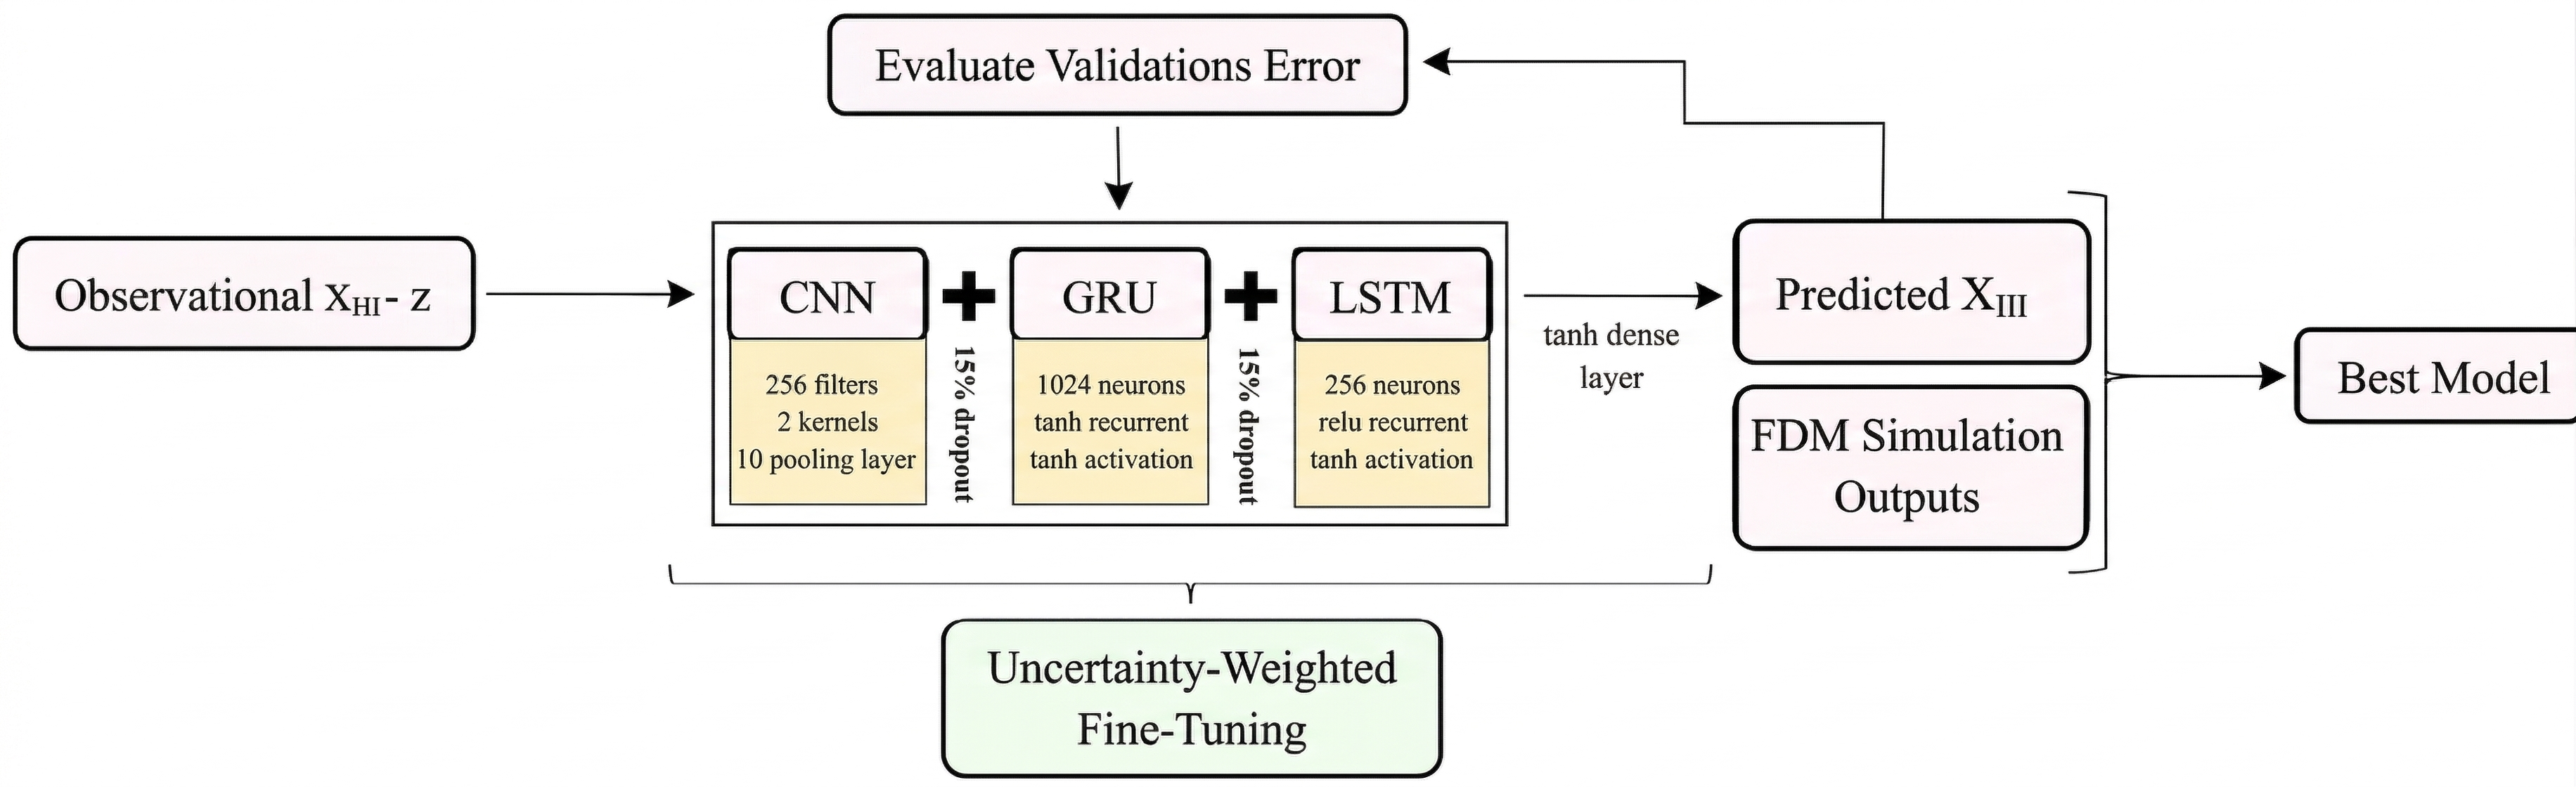 Evaluate Validations Error
Observational X_HI - z
CNN
256 filters
2 kernels
10 pooling layer
15% dropout
GRU
1024 neurons
tanh recurrent
tanh activation
15% dropout
LSTM
256 neurons
relu recurrent
tanh activation
tanh dense
layer
Predicted X_III
FDM Simulation
Outputs
Best Model
Uncertainty-Weighted
Fine-Tuning